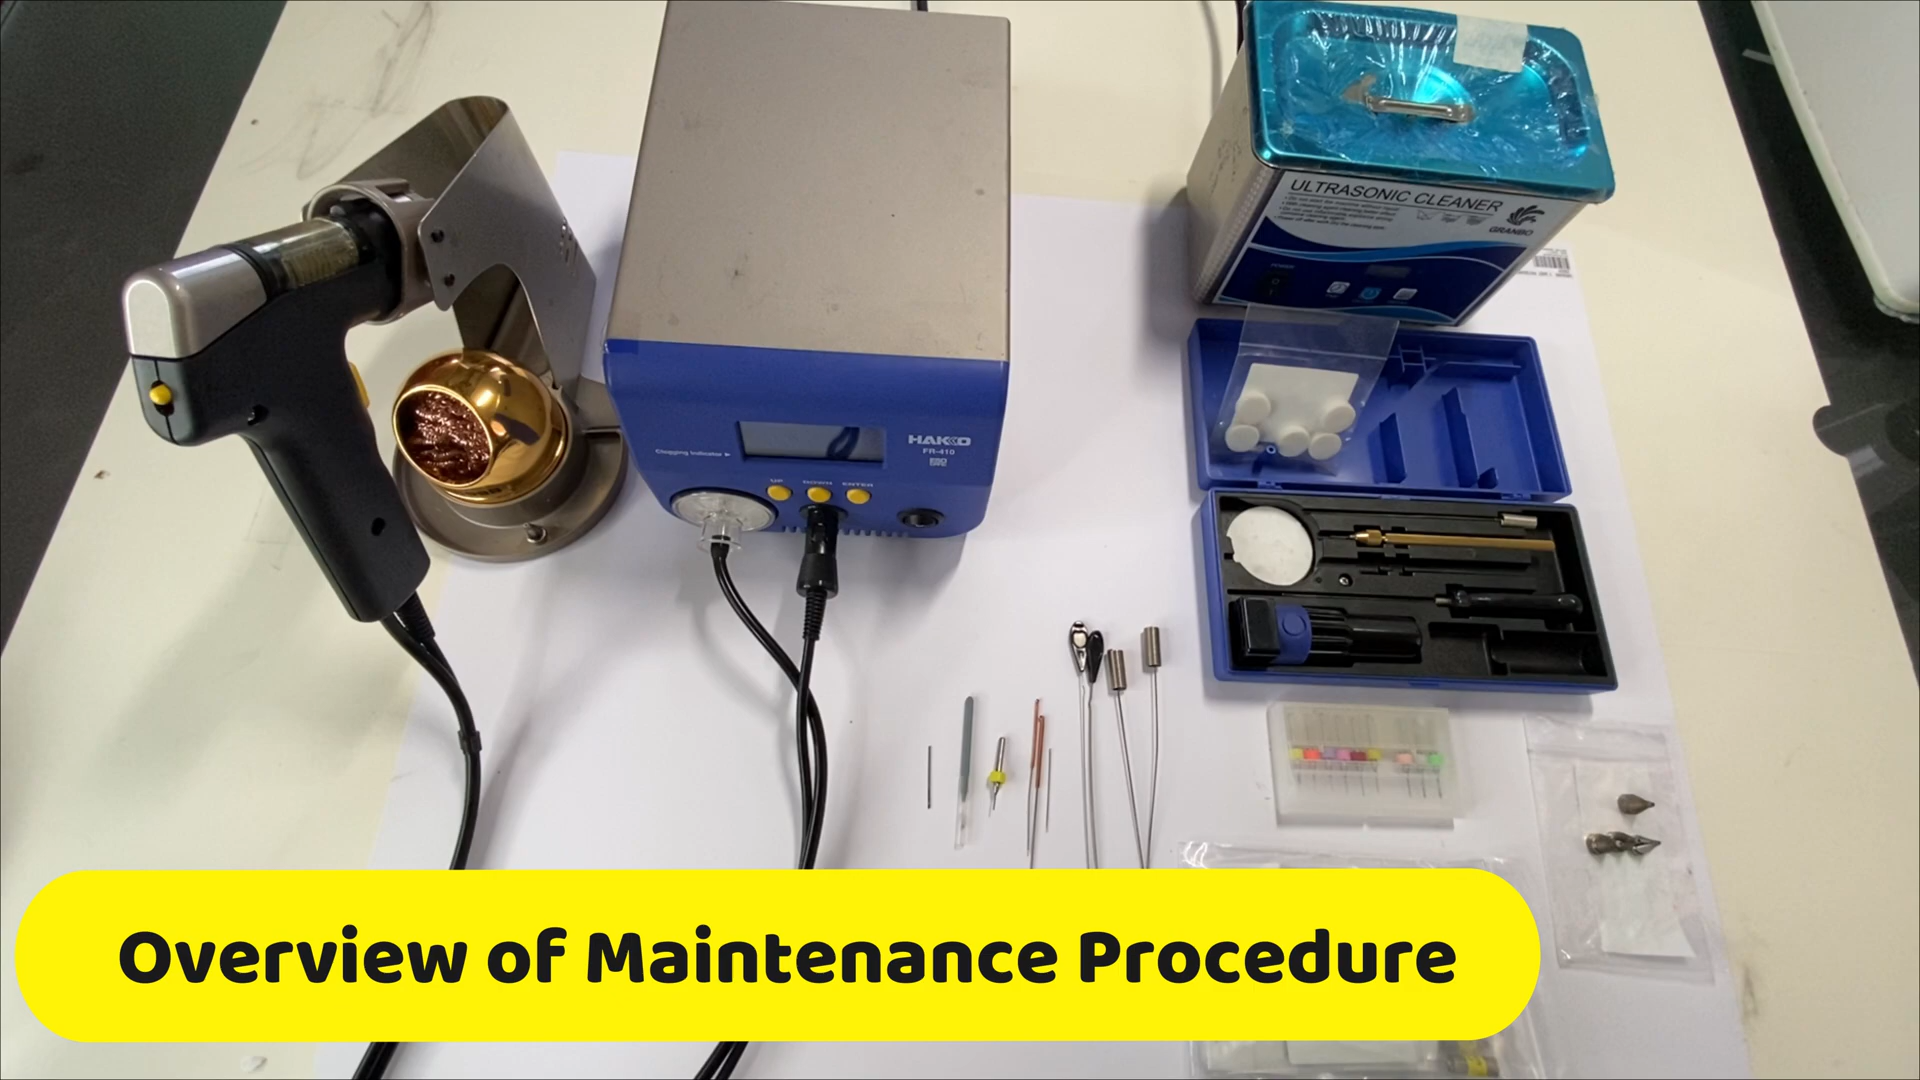 ULTRASONIC CLEANER
GRANBO
HAKKO
FR-410
Clogging Indicator
UP DOWN ENTER
Overview of Maintenance Procedure